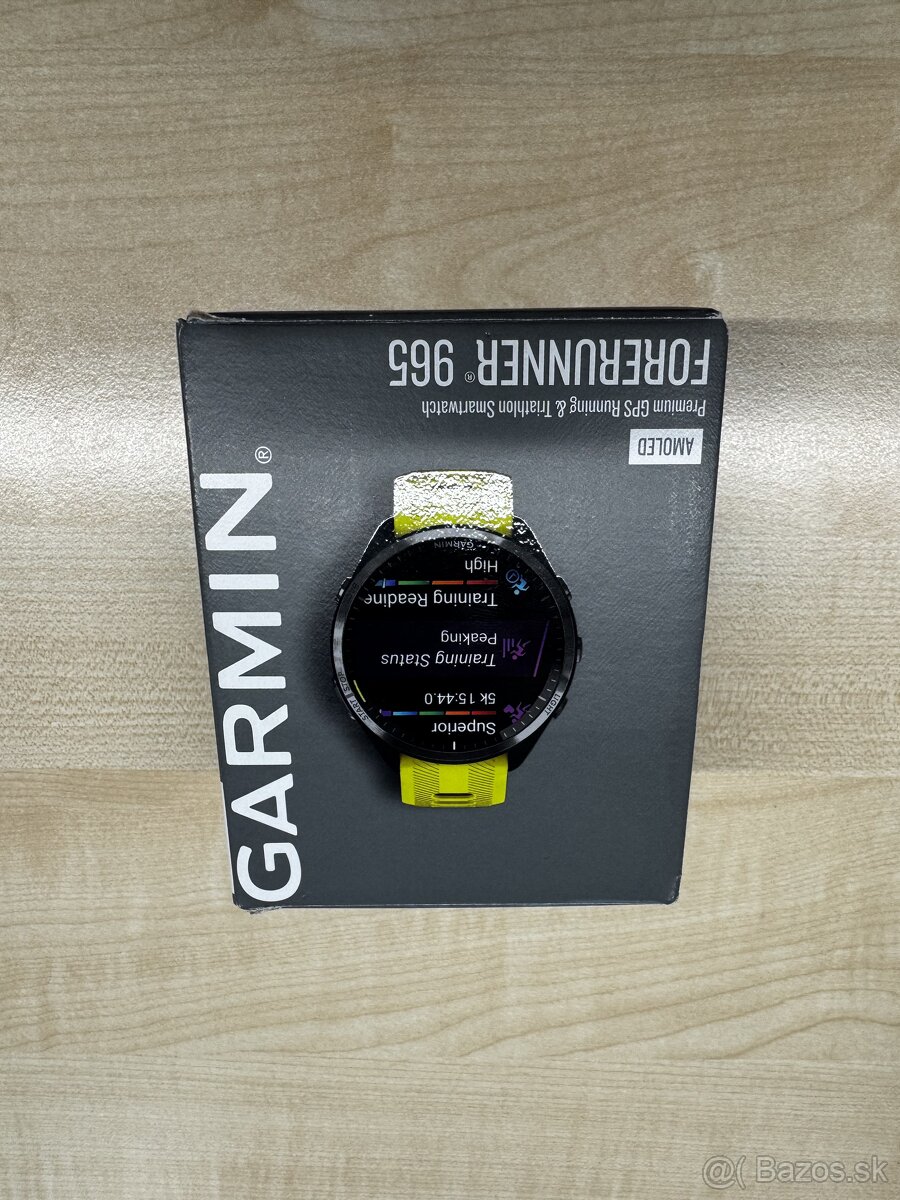 FORERUNNER® 965
Premium GPS Running & Triathlon Smartwatch
AMOLED
GARMIN®
Superior
5k 15:44.0
Training Status
Peaking
Training Readine
High
GARMIN
LIGHT
START STOP
@( Bazos.sk